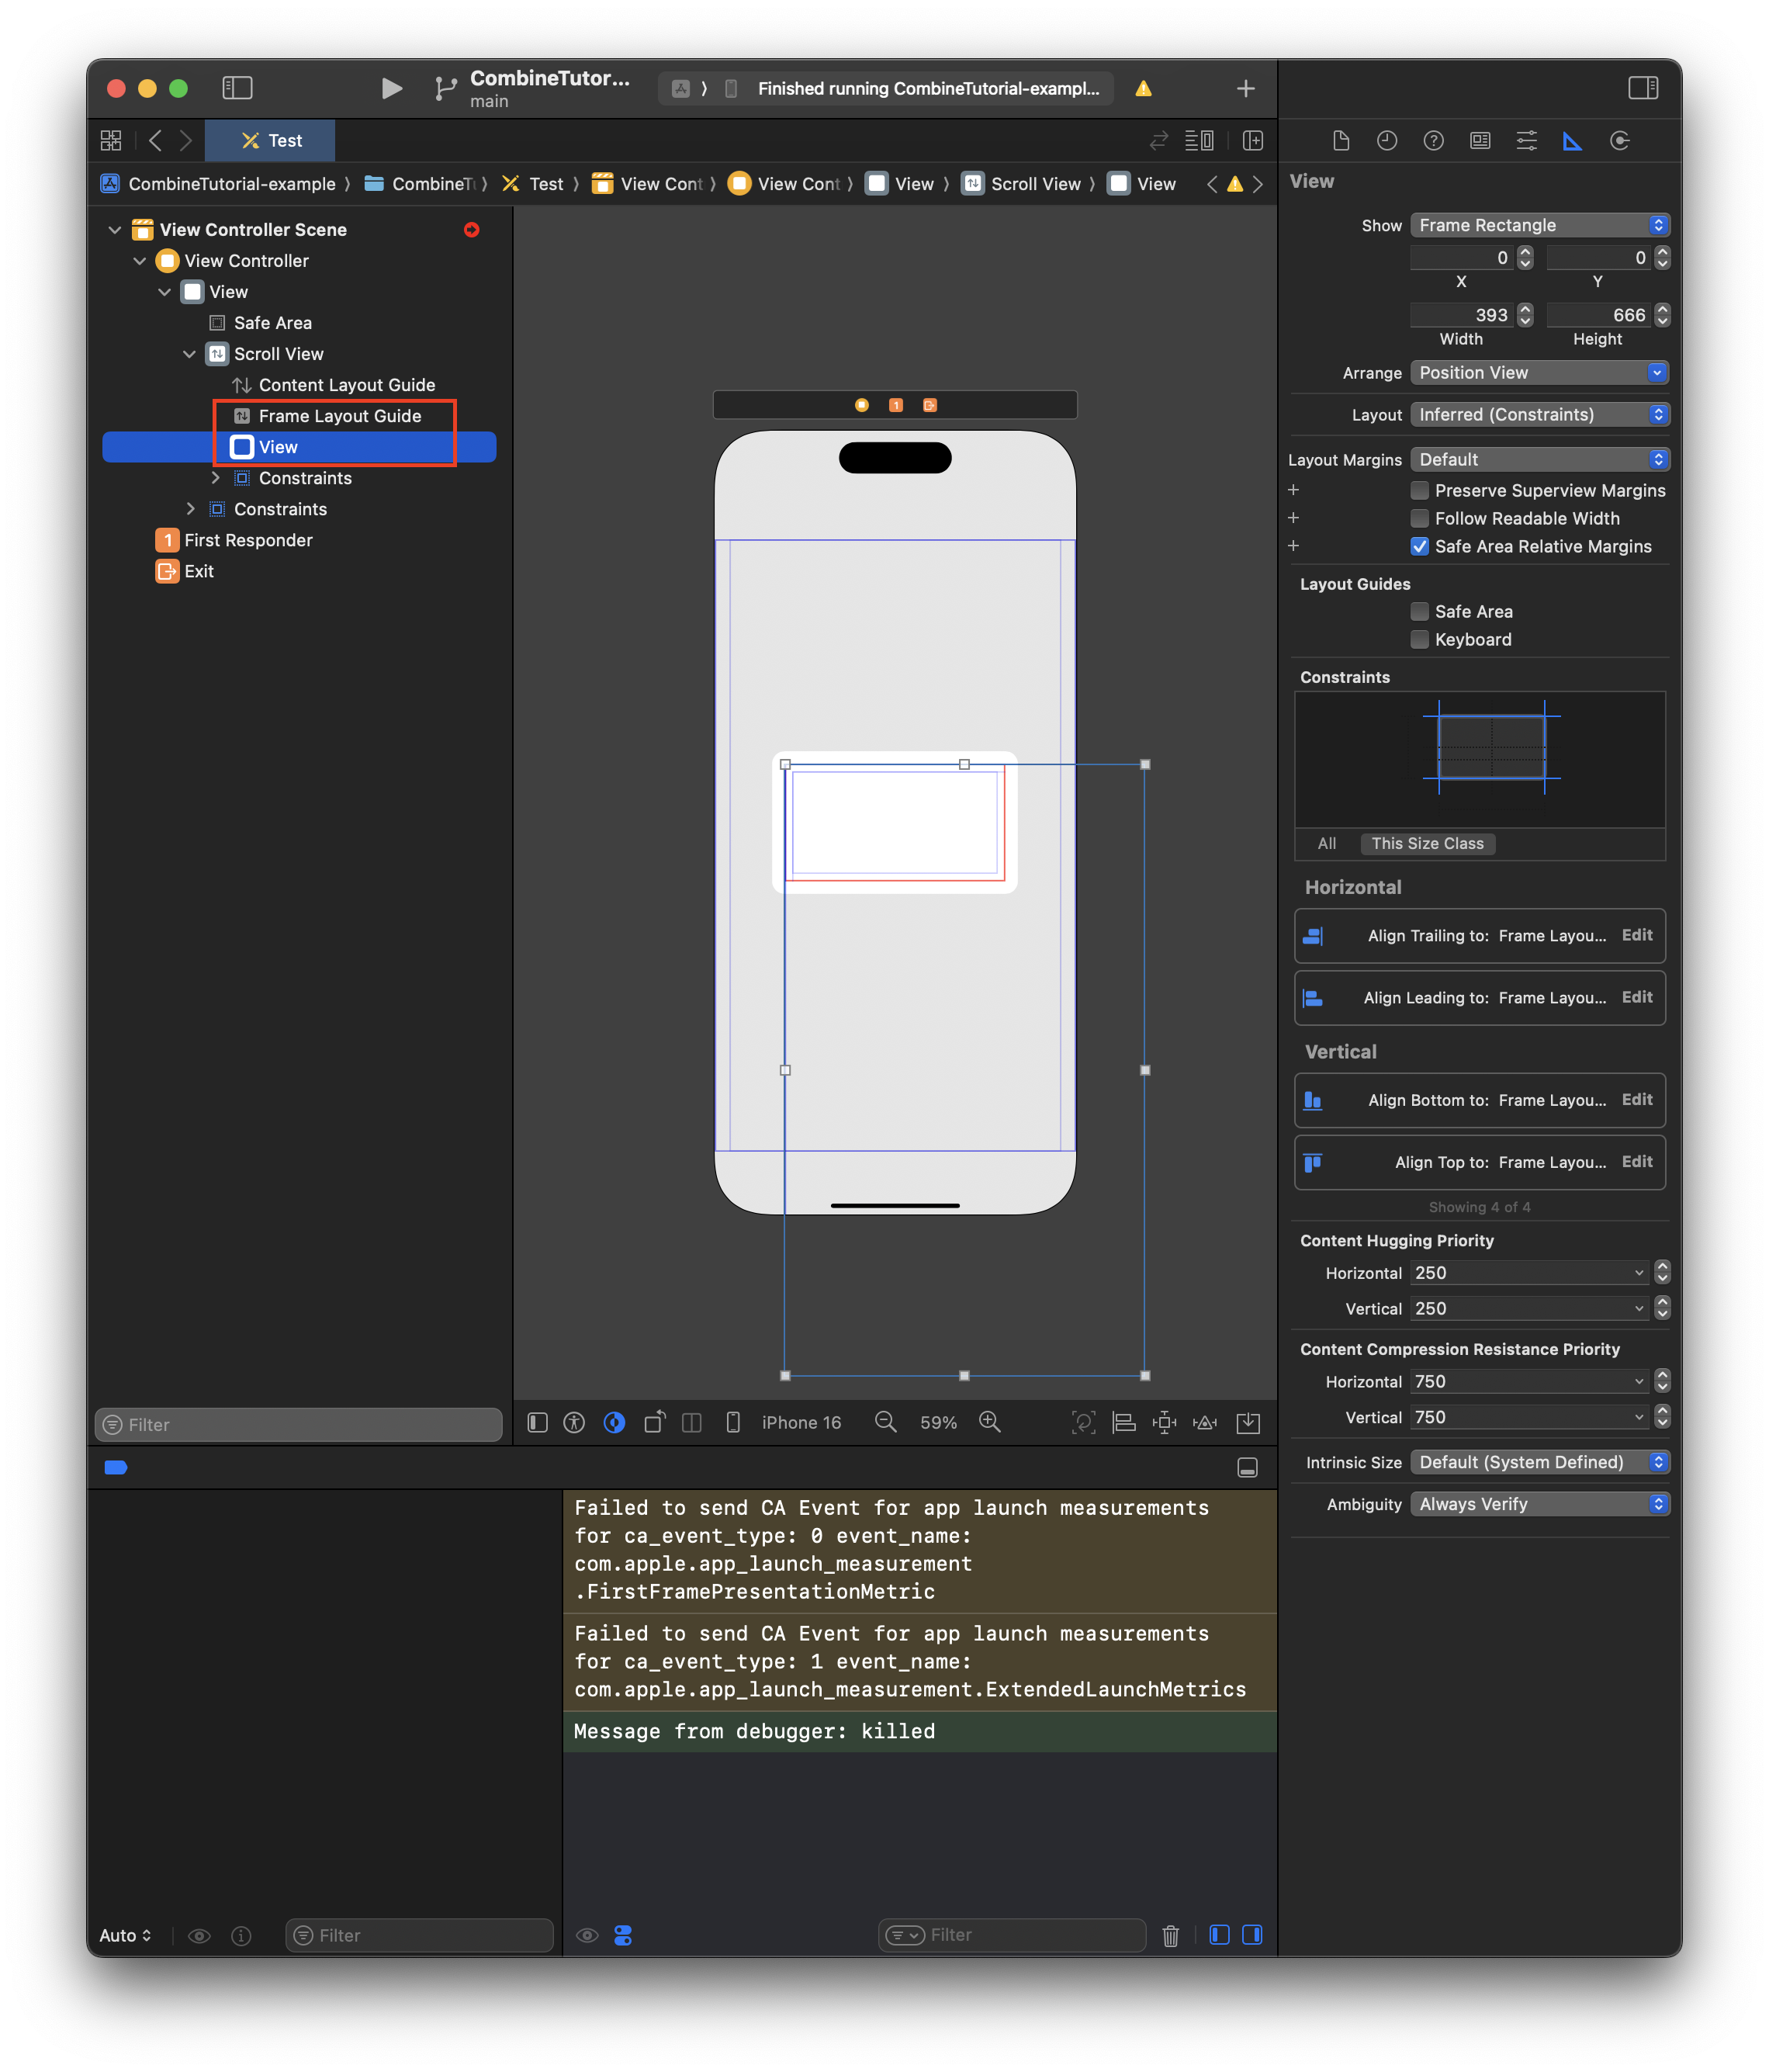 CombineTutor...
main
Finished running CombineTutorial-exampl...
Test
CombineTutorial-example
CombineTu
Test
View Cont
View Cont
View
Scroll View
View
View Controller Scene
View Controller
View
Safe Area
Scroll View
Content Layout Guide
Frame Layout Guide
View
Constraints
Constraints
1 First Responder
Exit
Filter
1
iPhone 16
59%
View
Show Frame Rectangle
0 0
X Y
393 666
Width Height
Arrange Position View
Layout Inferred (Constraints)
Layout Margins Default
+ Preserve Superview Margins
+ Follow Readable Width
+ Safe Area Relative Margins
Layout Guides
Safe Area
Keyboard
Constraints
All This Size Class
Horizontal
Align Trailing to: Frame Layou... Edit
Align Leading to: Frame Layou... Edit
Vertical
Align Bottom to: Frame Layou... Edit
Align Top to: Frame Layou... Edit
Showing 4 of 4
Content Hugging Priority
Horizontal 250
Vertical 250
Content Compression Resistance Priority
Horizontal 750
Vertical 750
Intrinsic Size Default (System Defined)
Ambiguity Always Verify
Failed to send CA Event for app launch measurements
for ca_event_type: 0 event_name:
com.apple.app_launch_measurement
.FirstFramePresentationMetric
Failed to send CA Event for app launch measurements
for ca_event_type: 1 event_name:
com.apple.app_launch_measurement.ExtendedLaunchMetrics
Message from debugger: killed
Auto
Filter
Filter